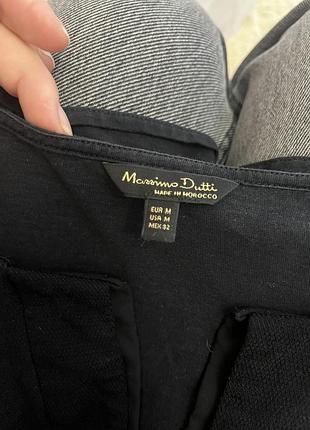 Massimo Dutti
MADE IN MOROCCO
EUR M
USA M
MEX 32